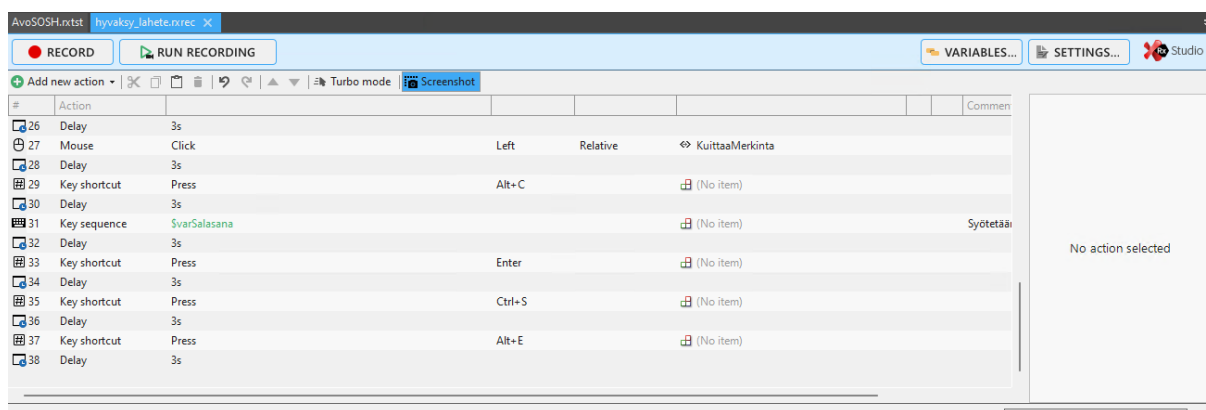 AvoSOSH.rxtst hyvaksy_lahete.rxrec X
RECORD RUN RECORDING VARIABLES... SETTINGS... Rx Studio
Add new action Turbo mode Screenshot
# Action Commen
26 Delay 3s
27 Mouse Click Left Relative KuittaaMerkinta
28 Delay 3s
29 Key shortcut Press Alt+C (No item)
30 Delay 3s
31 Key sequence $varSalasana (No item) Syötetää
32 Delay 3s
33 Key shortcut Press Enter (No item)
34 Delay 3s
35 Key shortcut Press Ctrl+S (No item)
36 Delay 3s
37 Key shortcut Press Alt+E (No item)
38 Delay 3s
No action selected